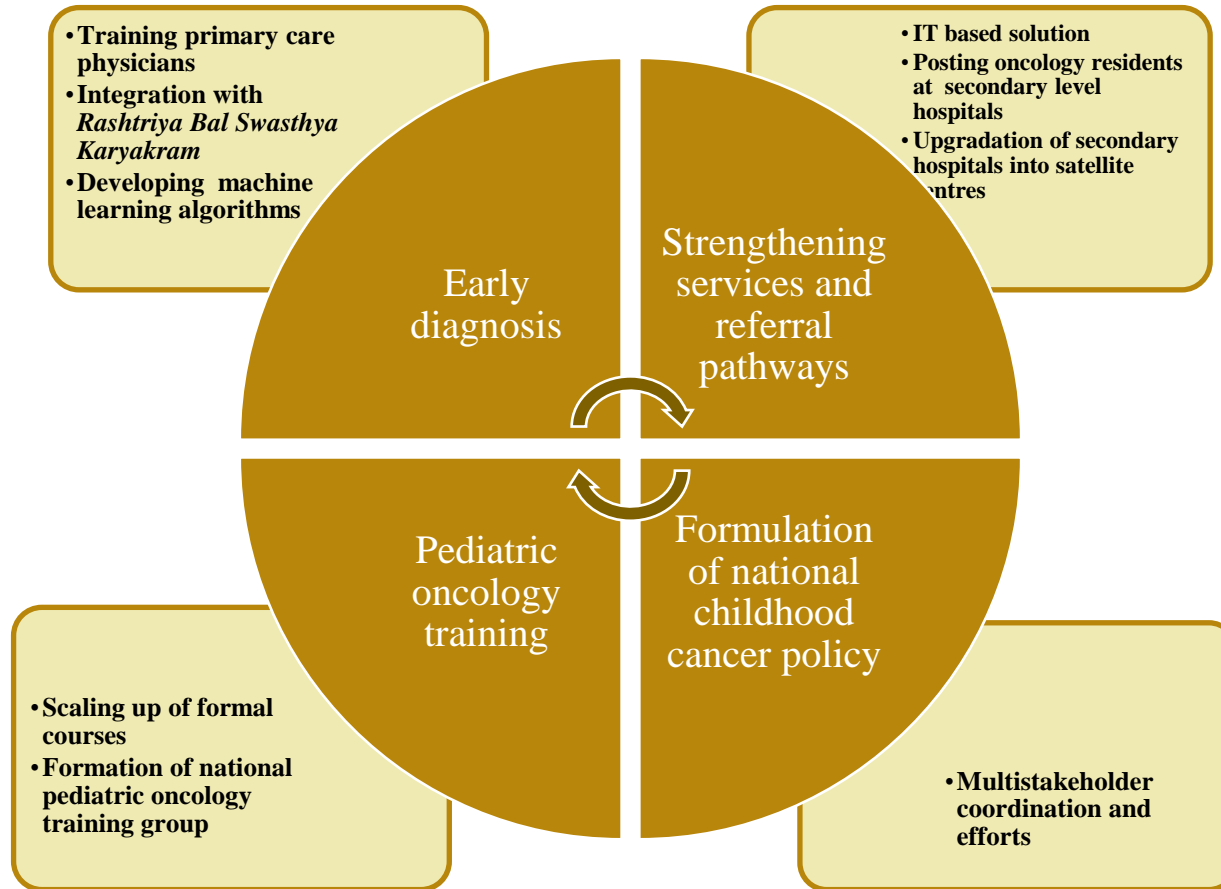 • Training primary care
physicians
• Integration with
Rashtriya Bal Swasthya
Karyakram
• Developing machine
learning algorithms
• IT based solution
• Posting oncology residents
at secondary level
hospitals
• Upgradation of secondary
hospitals into satellite
entres
Early
diagnosis
Strengthening
services and
referral
pathways
Pediatric
oncology
training
Formulation
of national
childhood
cancer policy
• Scaling up of formal
courses
• Formation of national
pediatric oncology
training group
• Multistakeholder
coordination and
efforts